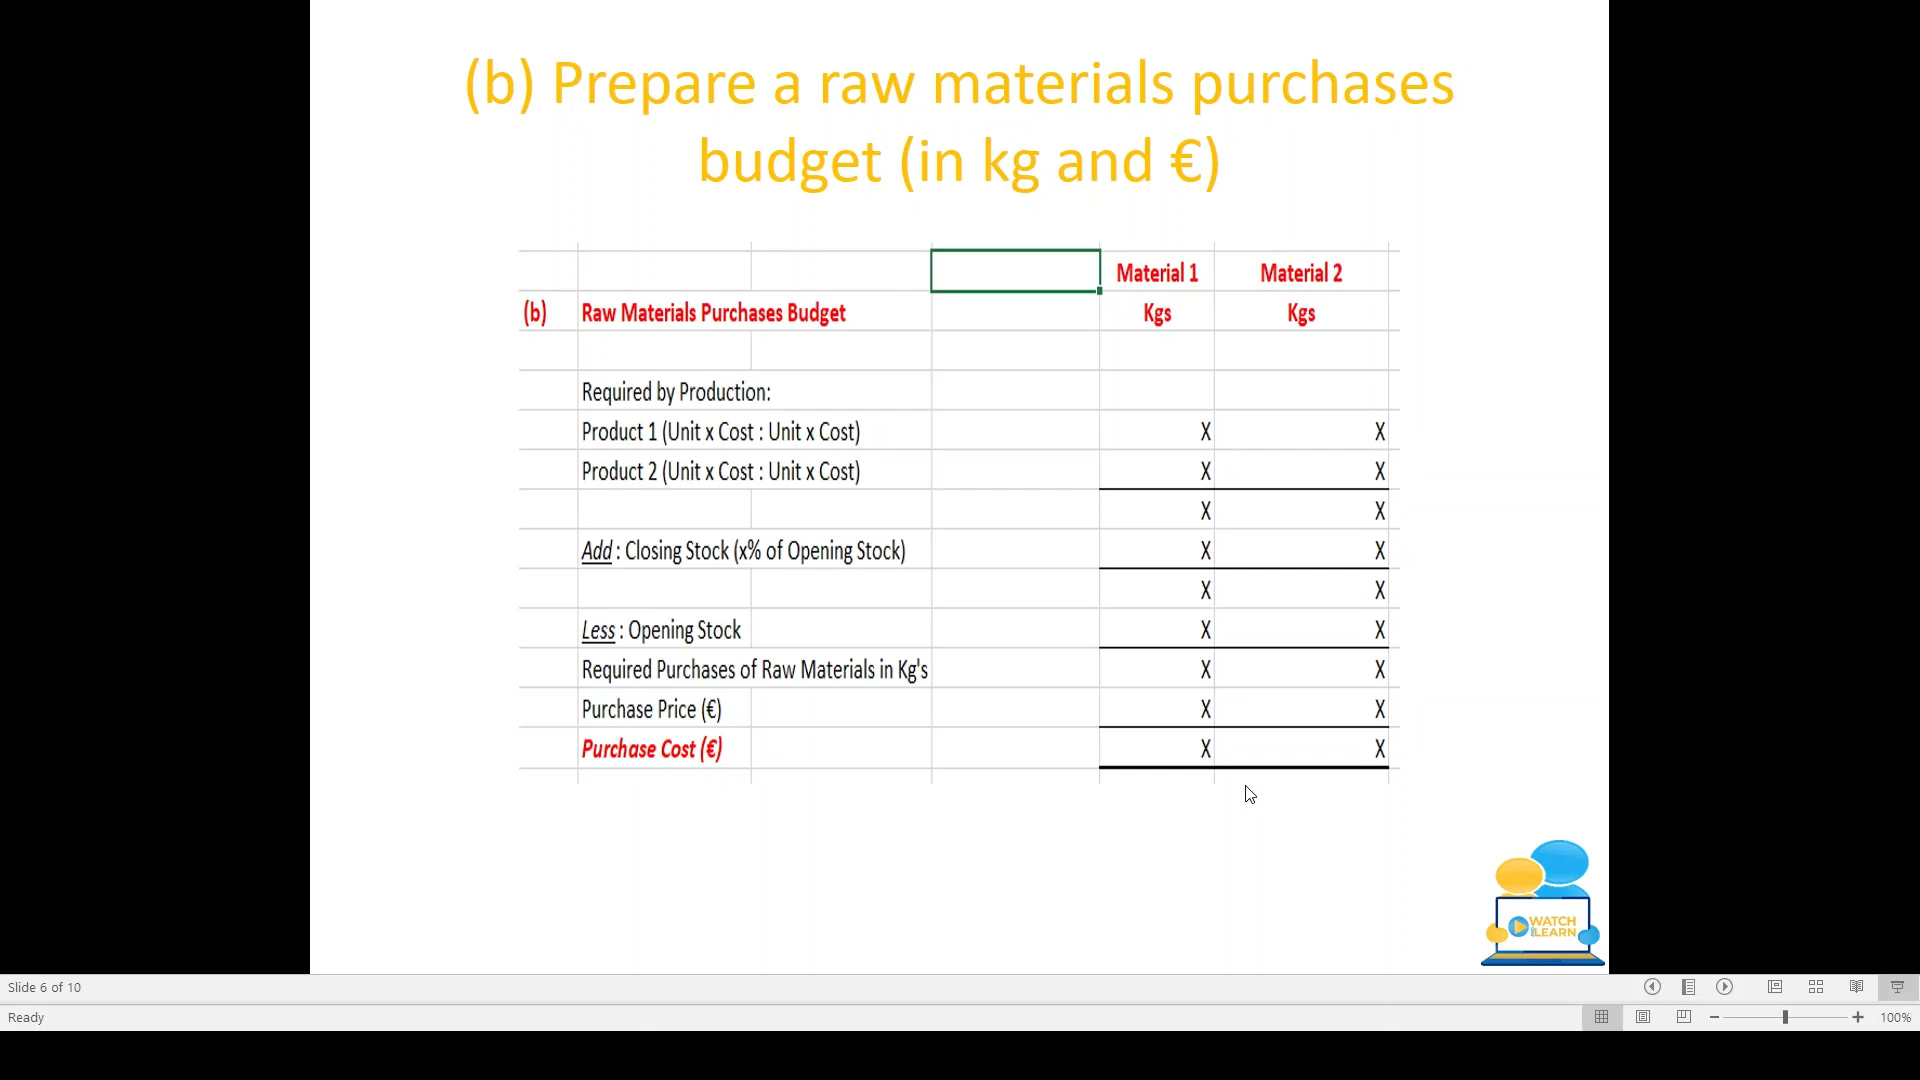 (b) Prepare a raw materials purchases
budget (in kg and €)
Material 1 Material 2
(b) Raw Materials Purchases Budget Kgs Kgs
Required by Production:
Product 1 (Unit x Cost : Unit x Cost) X X
Product 2 (Unit x Cost : Unit x Cost) X X
X X
Add : Closing Stock (x% of Opening Stock) X X
X X
Less : Opening Stock X X
Required Purchases of Raw Materials in Kg's X X
Purchase Price (€) X X
Purchase Cost (€) X X
WATCH
AND LEARN
Slide 6 of 10
Ready 100%